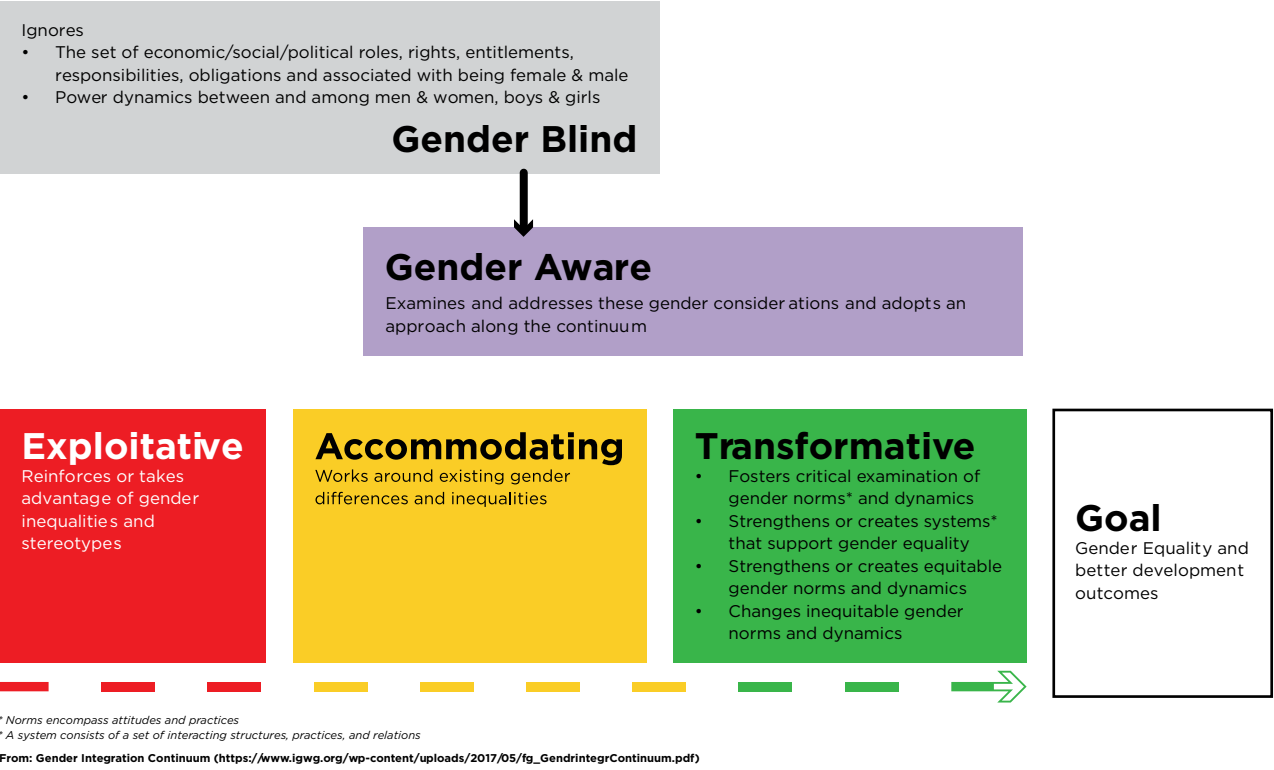 Ignores
• The set of economic/social/political roles, rights, entitlements,
responsibilities, obligations and associated with being female & male
• Power dynamics between and among men & women, boys & girls
Gender Blind
Gender Aware
Examines and addresses these gender considerations and adopts an
approach along the continuum
Exploitative
Reinforces or takes
advantage of gender
inequalities and
stereotypes
Accommodating
Works around existing gender
differences and inequalities
Transformative
• Fosters critical examination of
gender norms* and dynamics
• Strengthens or creates systems*
that support gender equality
• Strengthens or creates equitable
gender norms and dynamics
• Changes inequitable gender
norms and dynamics
Goal
Gender Equality and
better development
outcomes
* Norms encompass attitudes and practices
* A system consists of a set of interacting structures, practices, and relations
From: Gender Integration Continuum (https://www.igwg.org/wp-content/uploads/2017/05/fg_GendrintegrContinuum.pdf)